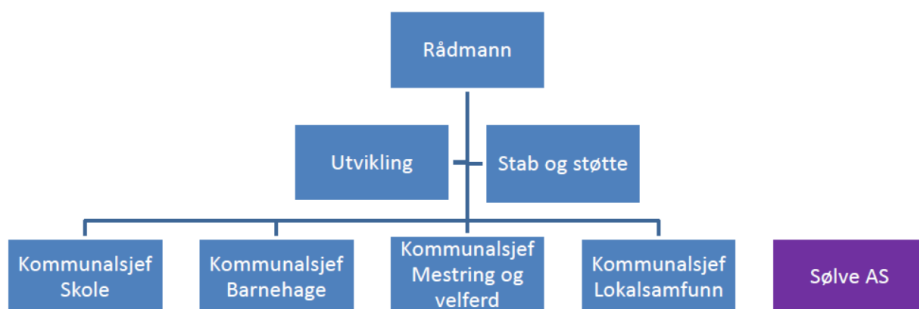 Rådmann
Utvikling
Stab og støtte
Kommunalsjef
Skole
Kommunalsjef
Barnehage
Kommunalsjef
Mestring og
velferd
Kommunalsjef
Lokalsamfunn
Sølve AS